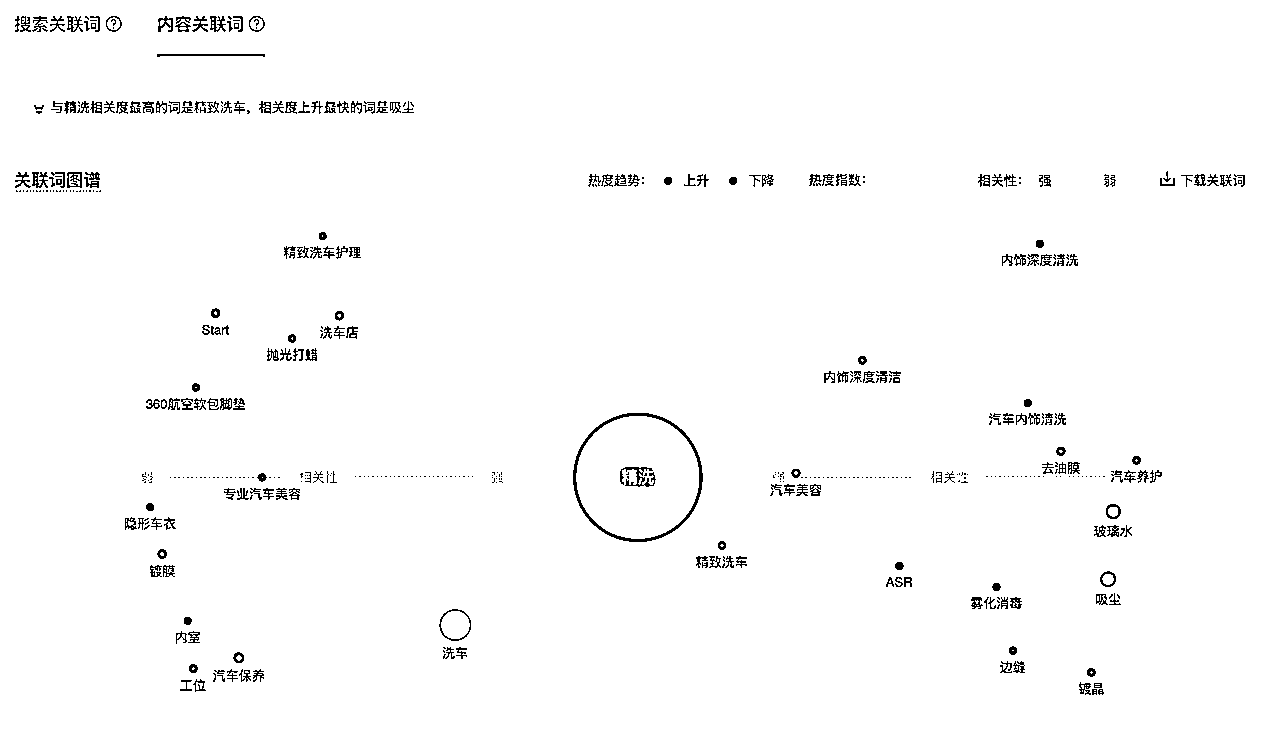 搜索关联词 内容关联词
与精洗相关度最高的词是精致洗车，相关度上升最快的词是吸尘
关联词图谱 热度趋势： 上升 下降 热度指数： 相关性： 强 弱 下载关联词
精致洗车护理
内饰深度清洗
Start
洗车店
抛光打蜡
内饰深度清洁
360航空软包脚垫
汽车内饰清洗
去油膜
弱 相关性 强 精洗 强 相关性 汽车养护
专业汽车美容
汽车美容
隐形车衣
玻璃水
镀膜
精致洗车
ASR
雾化消毒
吸尘
内室
洗车
边缝
汽车保养
工位
镀晶